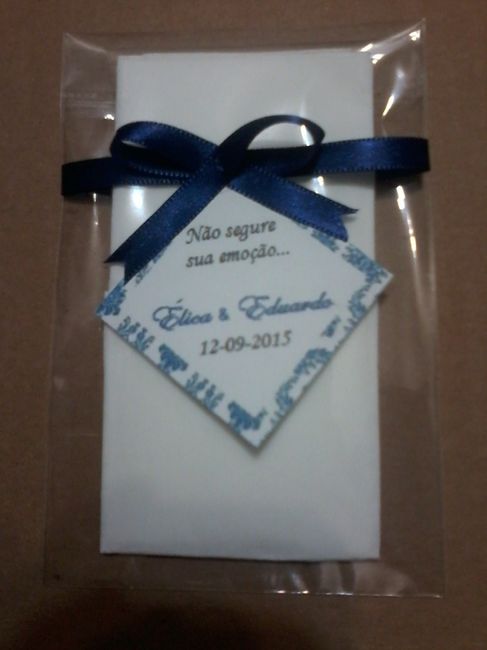 Não segure
sua emoção...
Élica & Eduardo
12-09-2015